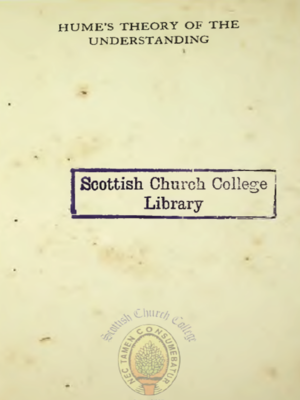 HUME'S THEORY OF THE
UNDERSTANDING
Scottish Church College
Library
Scottish Church College
NEC TAMEN CONSUMEBATUR